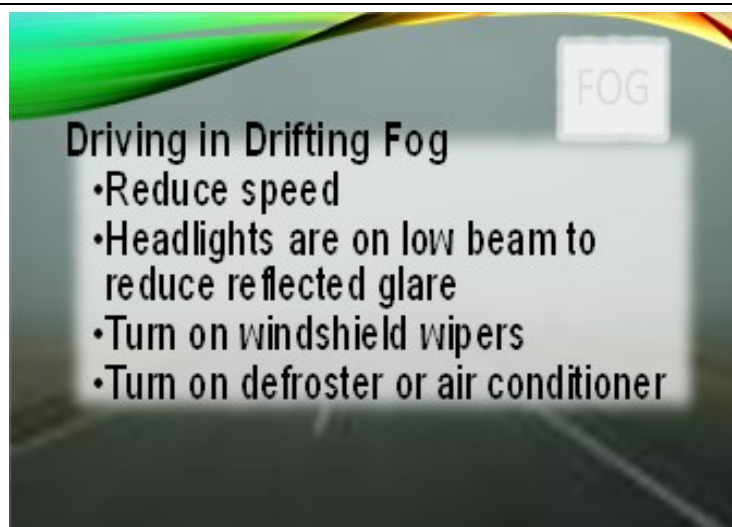 FOG
Driving in Drifting Fog
•Reduce speed
•Headlights are on low beam to
reduce reflected glare
•Turn on windshield wipers
•Turn on defroster or air conditioner